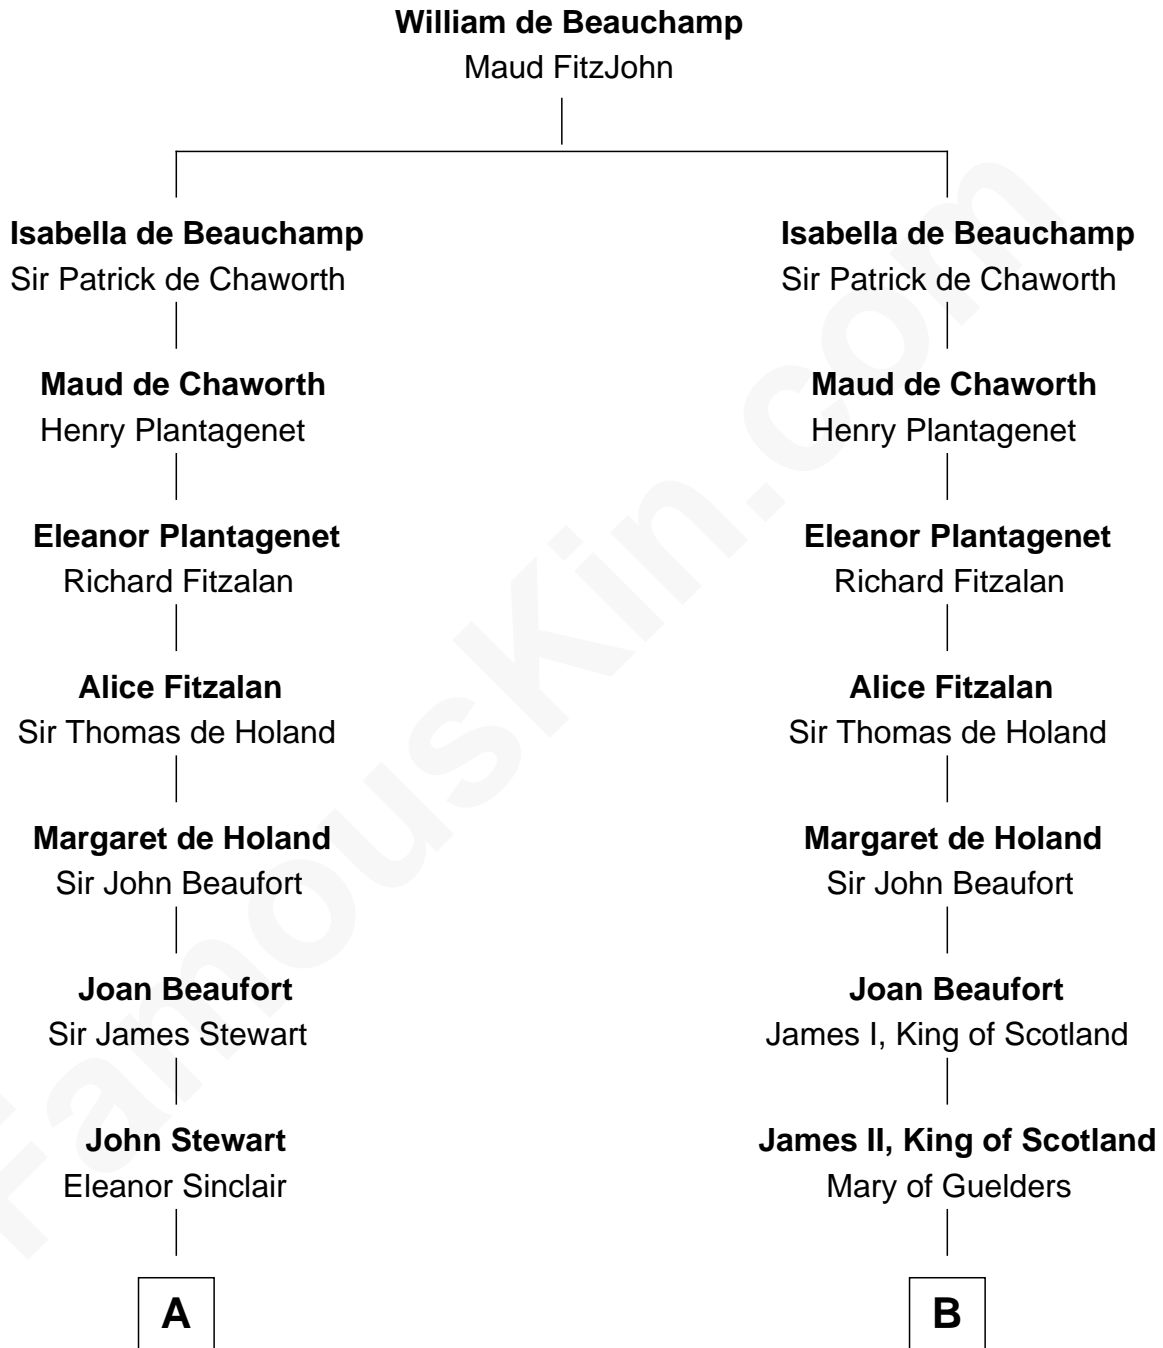 William de Beauchamp
Maud FitzJohn
Isabella de Beauchamp
Sir Patrick de Chaworth
Maud de Chaworth
Henry Plantagenet
Eleanor Plantagenet
Richard Fitzalan
Alice Fitzalan
Sir Thomas de Holand
Margaret de Holand
Sir John Beaufort
Joan Beaufort
Sir James Stewart
John Stewart
Eleanor Sinclair
A
Isabella de Beauchamp
Sir Patrick de Chaworth
Maud de Chaworth
Henry Plantagenet
Eleanor Plantagenet
Richard Fitzalan
Alice Fitzalan
Sir Thomas de Holand
Margaret de Holand
Sir John Beaufort
Joan Beaufort
James I, King of Scotland
James II, King of Scotland
Mary of Guelders
B
FamousKin.com